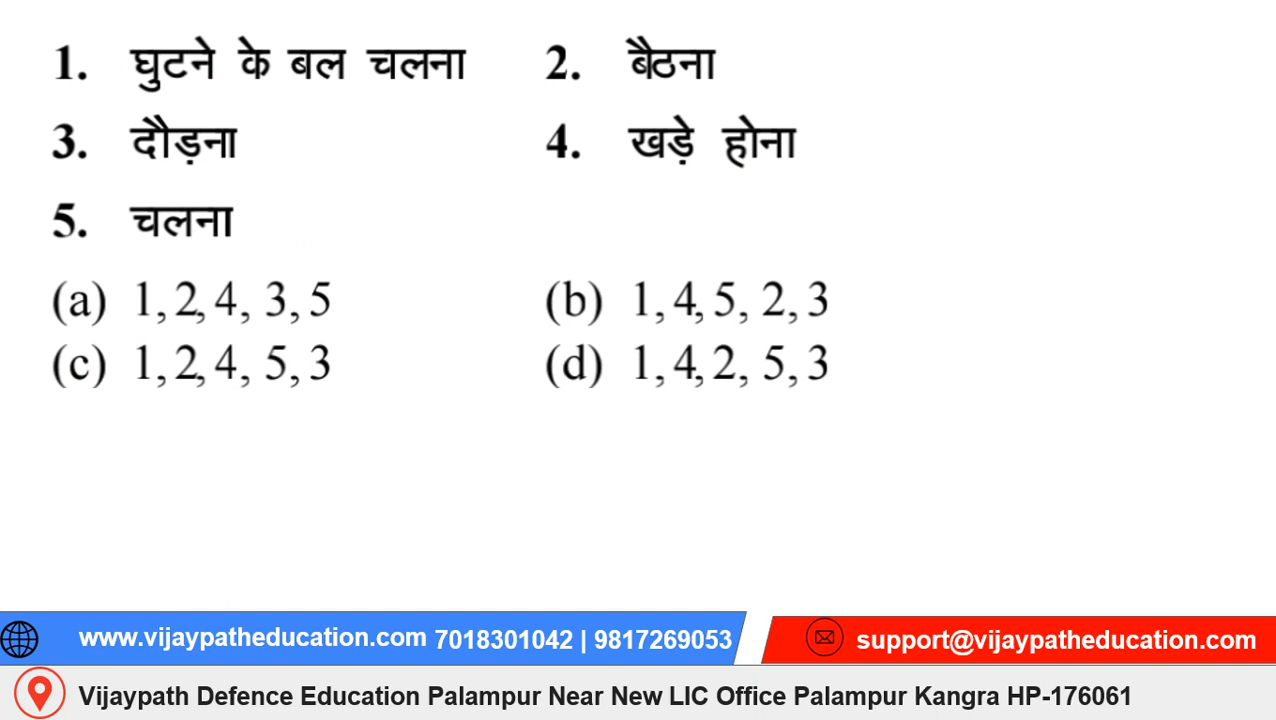 1. घुटने के बल चलना 2. बैठना
3. दौड़ना 4. खड़े होना
5. चलना
(a) 1, 2, 4, 3, 5 (b) 1, 4, 5, 2, 3
(c) 1, 2, 4, 5, 3 (d) 1, 4, 2, 5, 3
www.vijaypatheducation.com 7018301042 | 9817269053 support@vijaypatheducation.com
Vijaypath Defence Education Palampur Near New LIC Office Palampur Kangra HP-176061